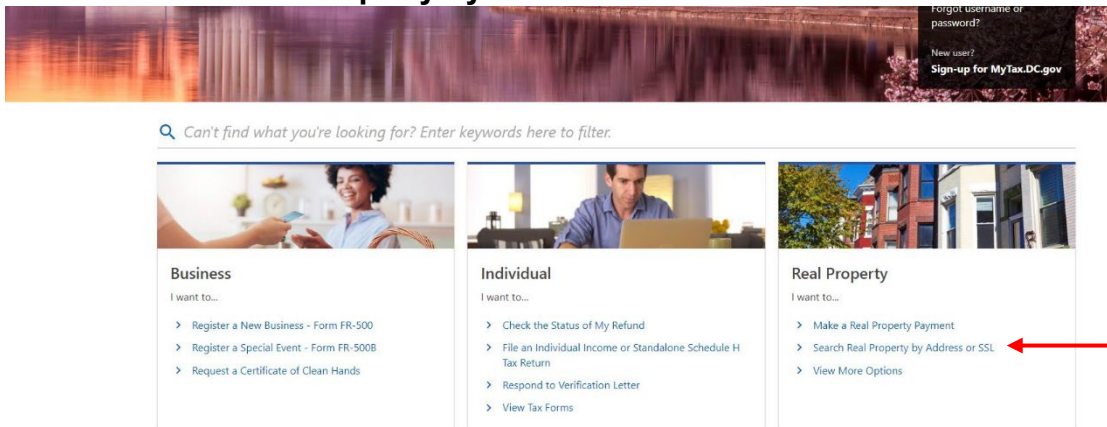 Forgot username or
password?
New user?
Sign-up for MyTax.DC.gov
Can't find what you're looking for? Enter keywords here to filter.
Business
I want to...
> Register a New Business - Form FR-500
> Register a Special Event - Form FR-500B
> Request a Certificate of Clean Hands
Individual
I want to...
> Check the Status of My Refund
> File an Individual Income or Standalone Schedule H
Tax Return
> Respond to Verification Letter
> View Tax Forms
Real Property
I want to...
> Make a Real Property Payment
> Search Real Property by Address or SSL
> View More Options